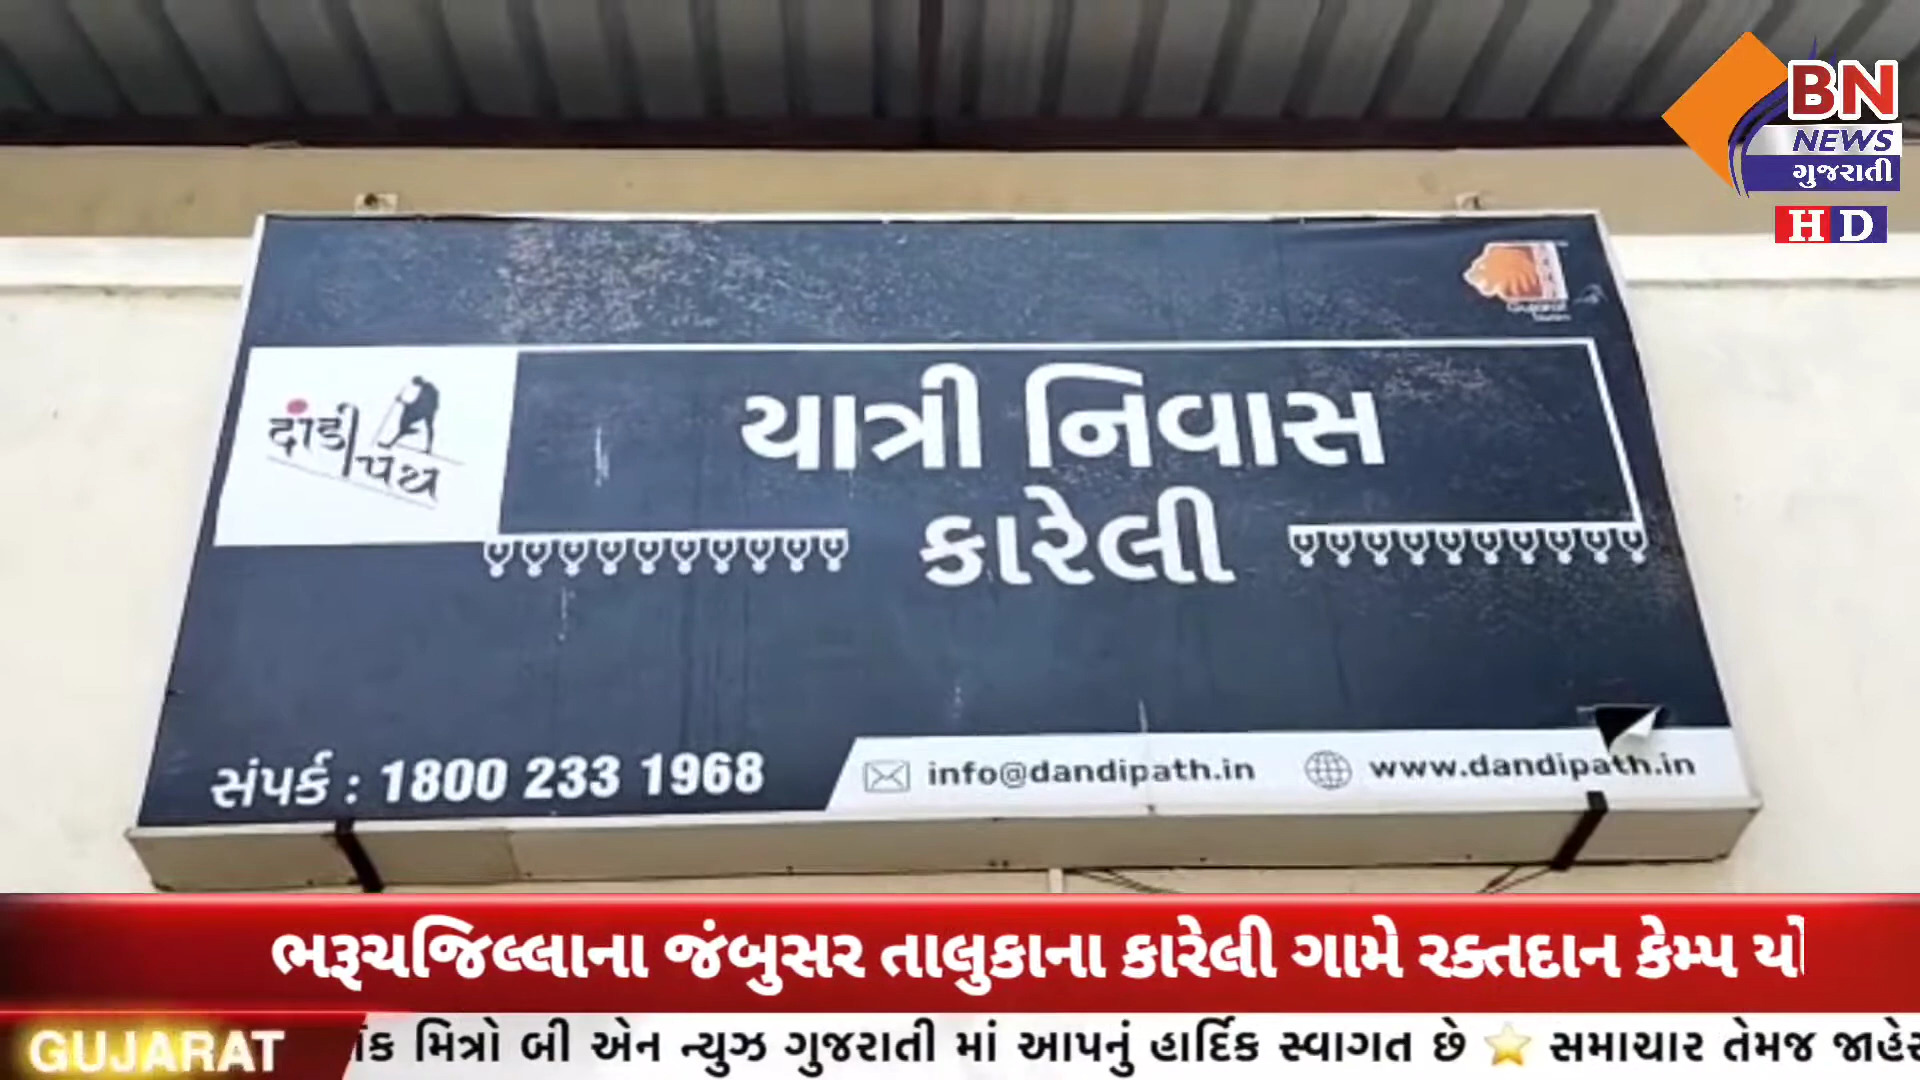 BN
NEWS
ગુજરાતી
HD
Gujarat
દાંડી
પથ
યાત્રી નિવાસ
કારેલી
સંપર્ક : 1800 233 1968
info@dandipath.in
www.dandipath.in
ભરૂચજિલ્લાના જંબુસર તાલુકાના કારેલી ગામે રક્તદાન કેમ્પ
GUJARAT
મિત્રો બી એન ન્યુઝ ગુજરાતી માં આપનું હાર્દિક સ્વાગત છે ⭐ સમાચાર તેમજ